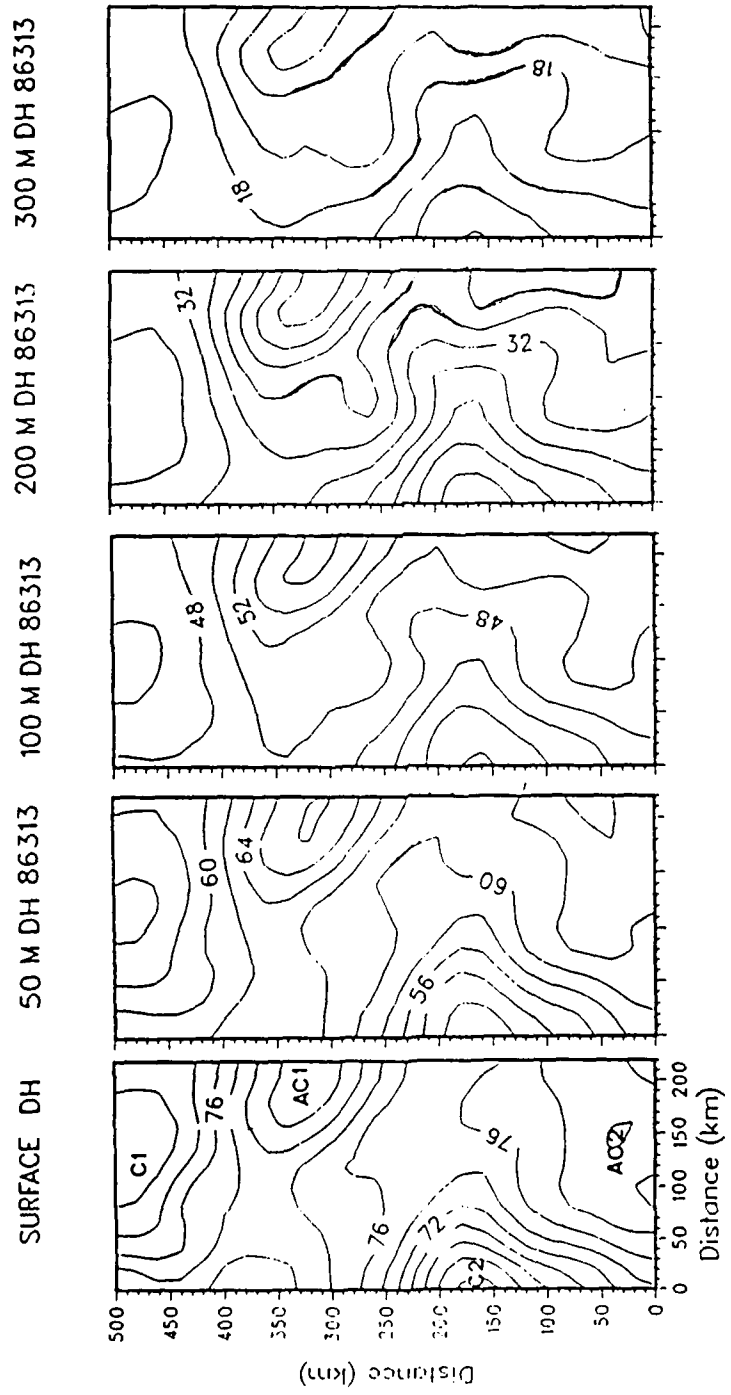 SURFACE DH
50 M DH 86313
100 M DH 86313
200 M DH 86313
300 M DH 86313
C1
76
AC1
76
72
C2
76
AC2
60
64
56
60
48
52
48
32
32
18
18
500
450
400
350
300
250
200
150
100
50
0
Distance (km)
0
50
100
150
200
Distance (km)